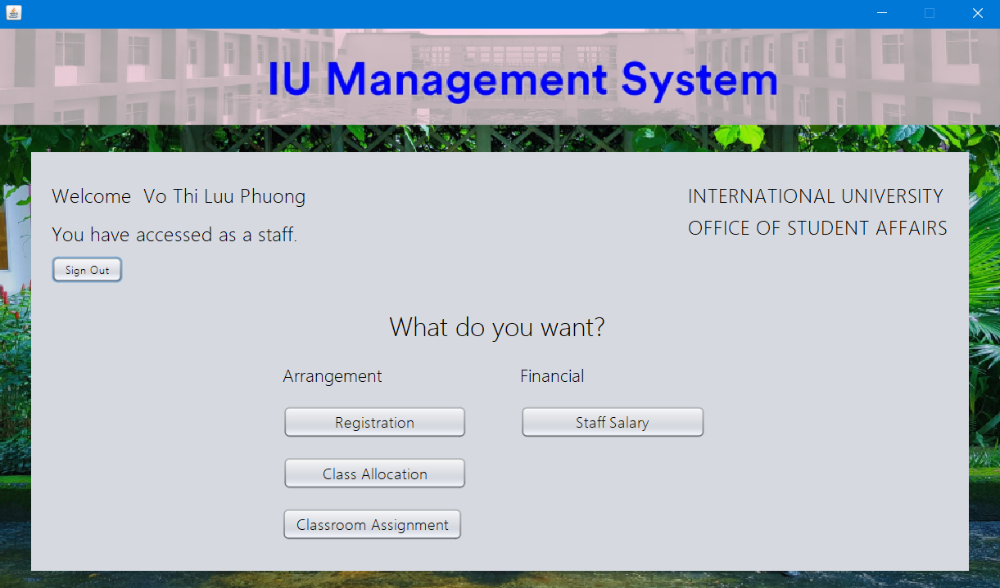 IU Management System
Welcome Vo Thi Luu Phuong
INTERNATIONAL UNIVERSITY
You have accessed as a staff.
OFFICE OF STUDENT AFFAIRS
Sign Out
What do you want?
Arrangement
Financial
Registration
Staff Salary
Class Allocation
Classroom Assignment